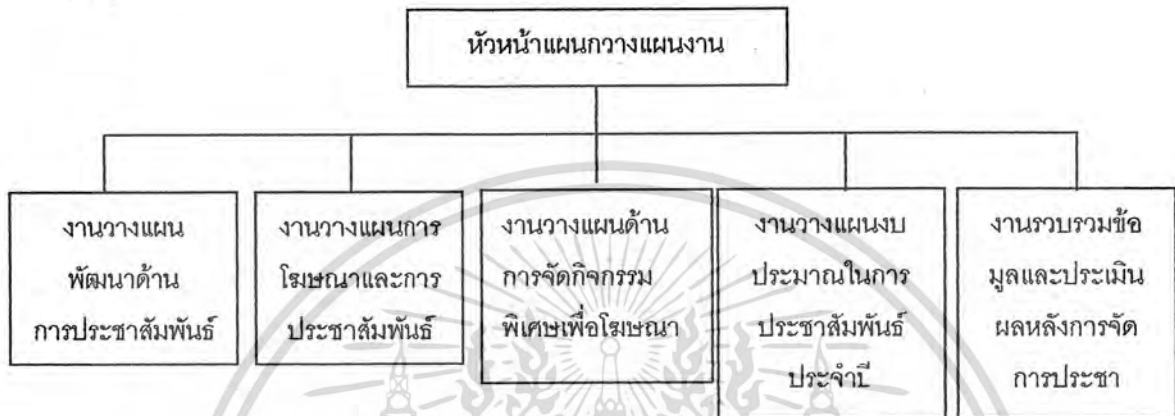 หัวหน้าแผนกวางแผนงาน
งานวางแผน
พัฒนาด้าน
การประชาสัมพันธ์
งานวางแผนการ
โฆษณาและการ
ประชาสัมพันธ์
งานวางแผนด้าน
การจัดกิจกรรม
พิเศษเพื่อโฆษณา
งานวางแผนงบ
ประมาณในการ
ประชาสัมพันธ์
ประจำปี
งานรวบรวมข้อ
มูลและประเมิน
ผลหลังการจัด
การประชา